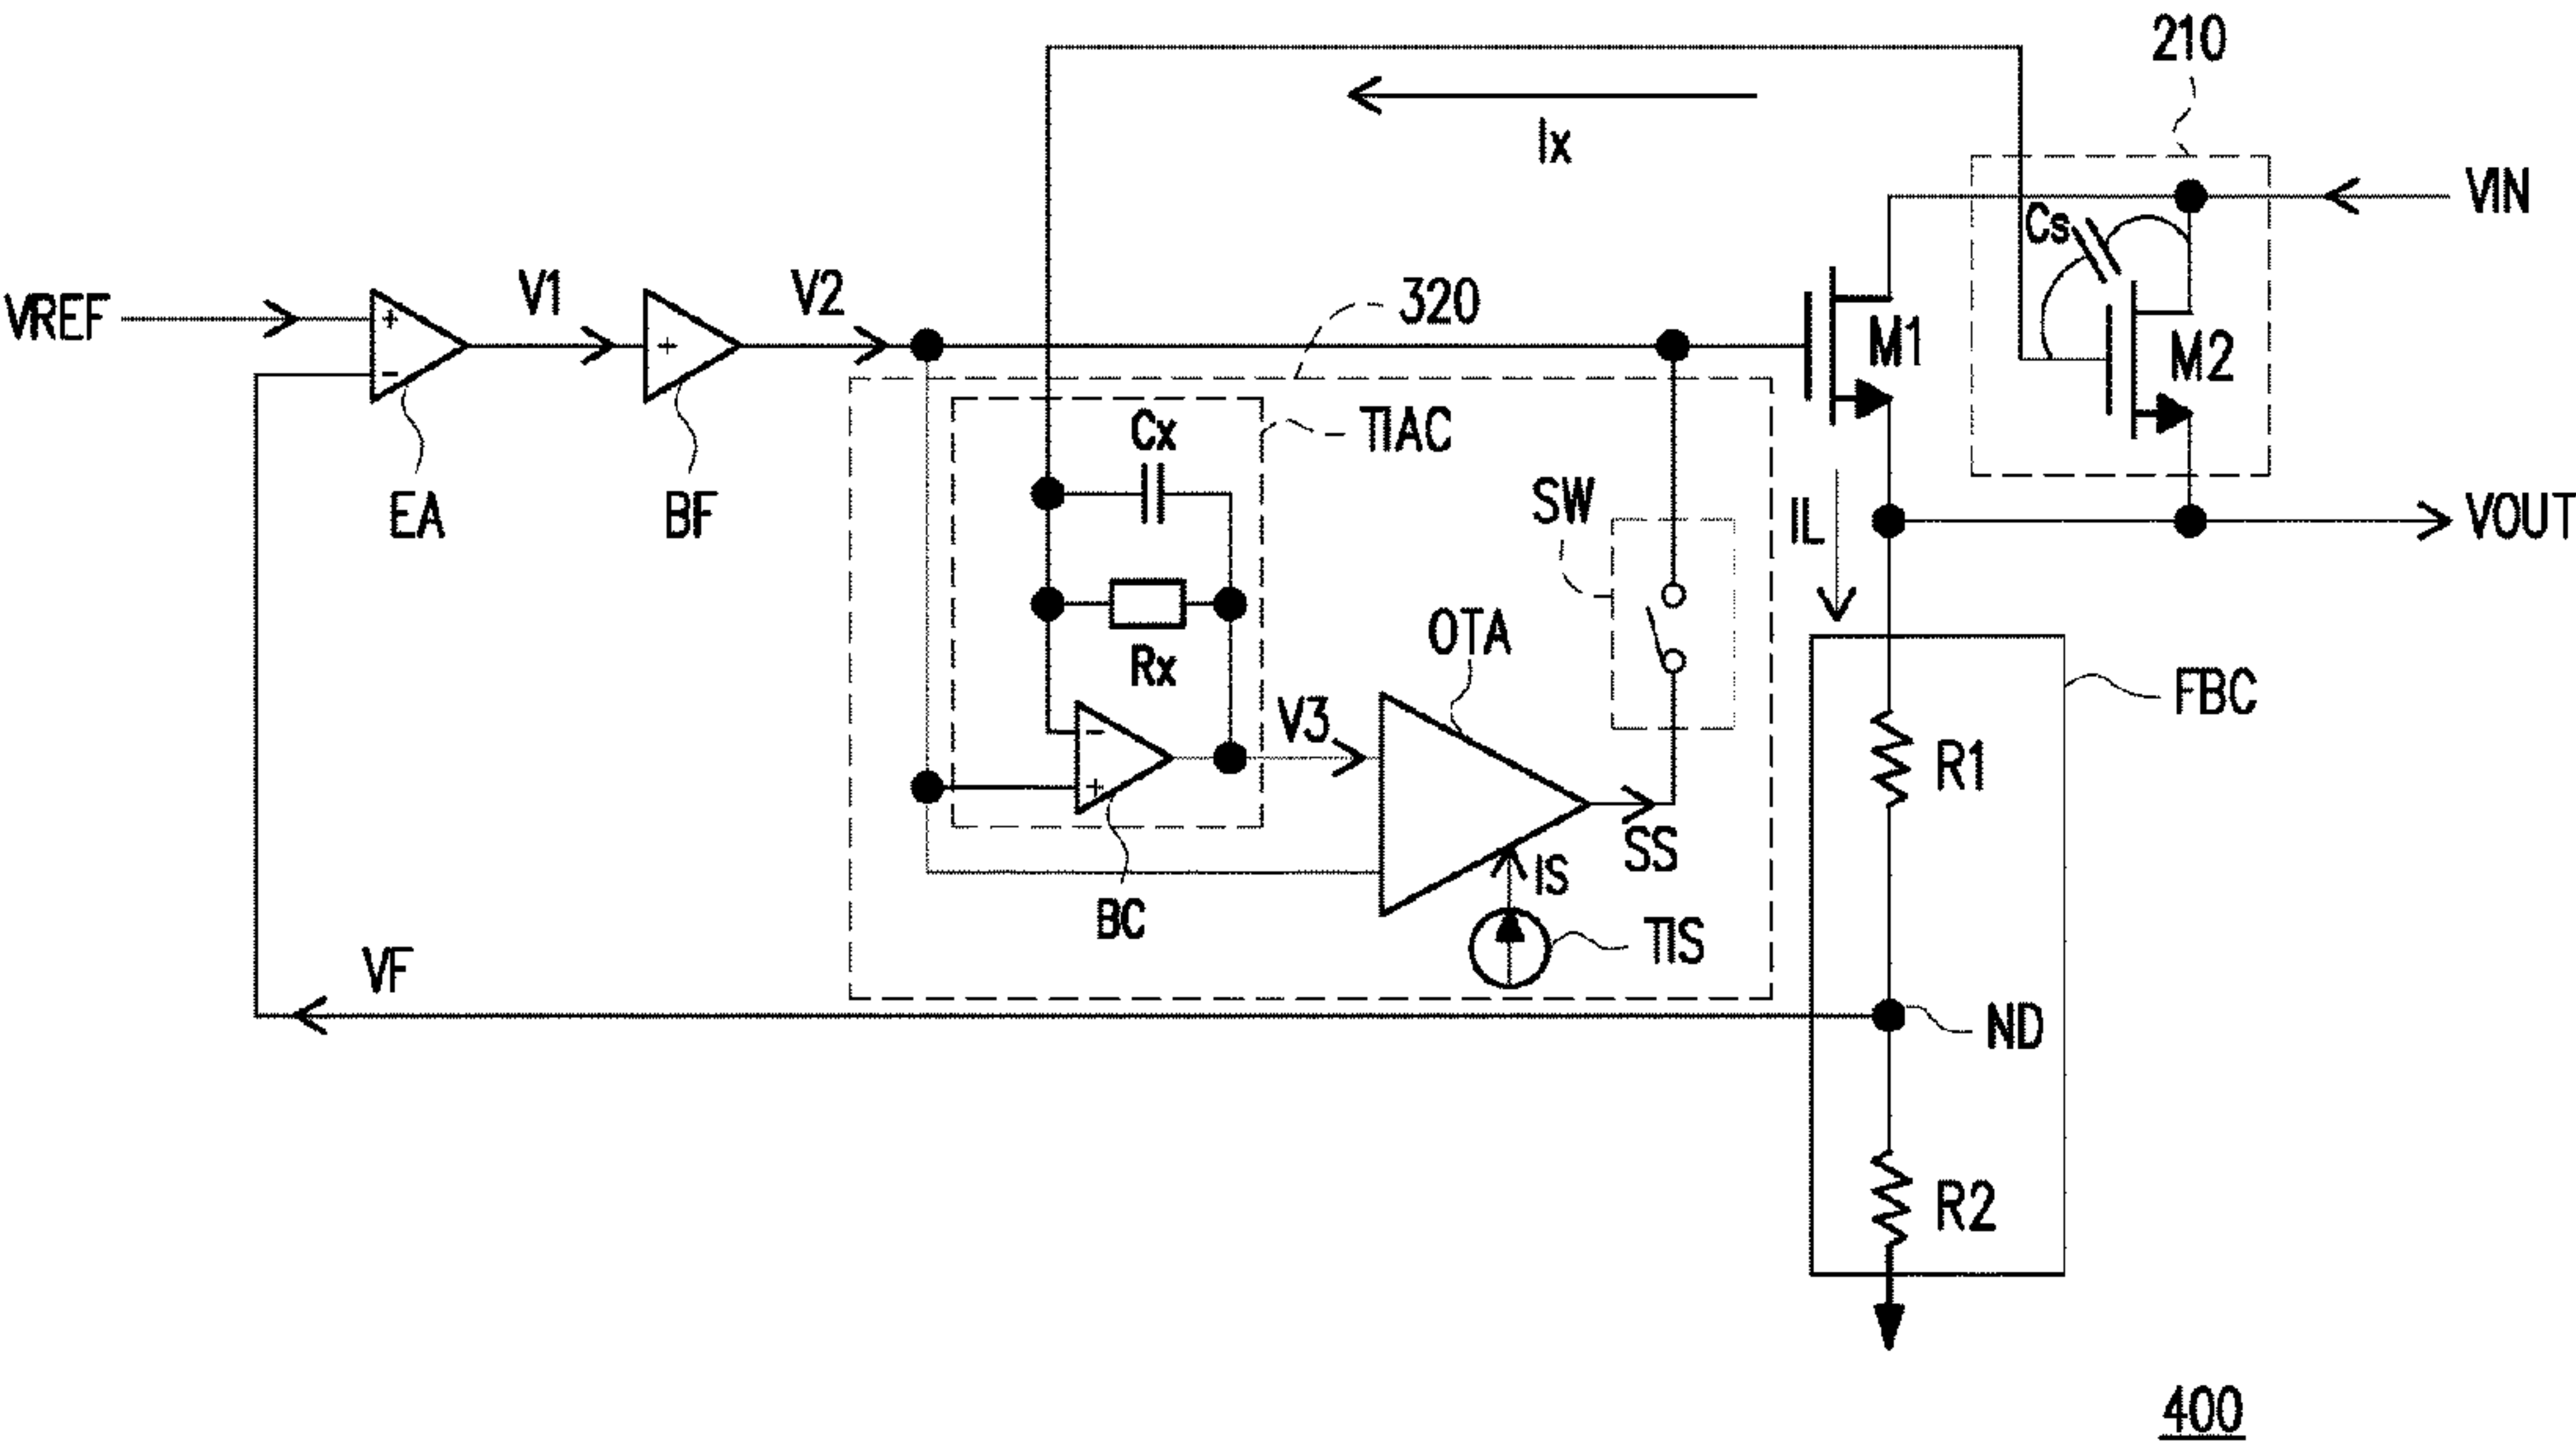 210
Ix
VIN
Cs
VREF
+
−
V1
+
V2
320
M1
M2
EA
BF
Cx
TIAC
SW
IL
VOUT
Rx
OTA
FBC
V3
−
+
R1
SS
IS
BC
TIS
VF
ND
R2
400